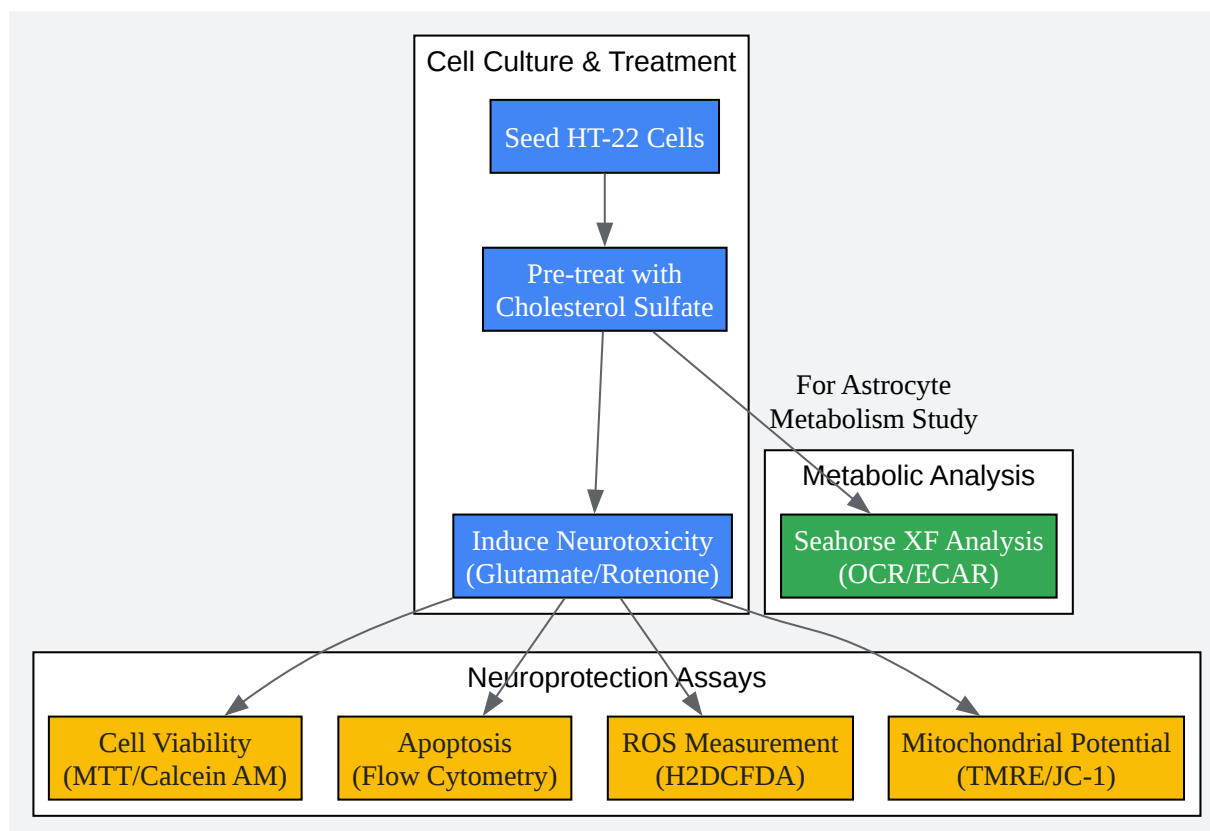 Cell Culture & Treatment
Seed HT-22 Cells
Pre-treat with
Cholesterol Sulfate
For Astrocyte
Metabolism Study
Metabolic Analysis
Induce Neurotoxicity
(Glutamate/Rotenone)
Seahorse XF Analysis
(OCR/ECAR)
Neuroprotection Assays
Cell Viability
(MTT/Calcein AM)
Apoptosis
(Flow Cytometry)
ROS Measurement
(H2DCFDA)
Mitochondrial Potential
(TMRE/JC-1)